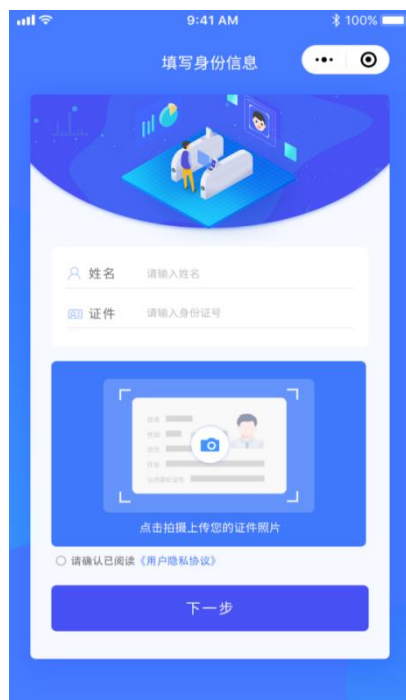 9:41 AM
100%
填写身份信息
姓名
请输入姓名
证件
请输入身份证号
点击拍摄上传您的证件照片
请确认已阅读《用户隐私协议》
下一步